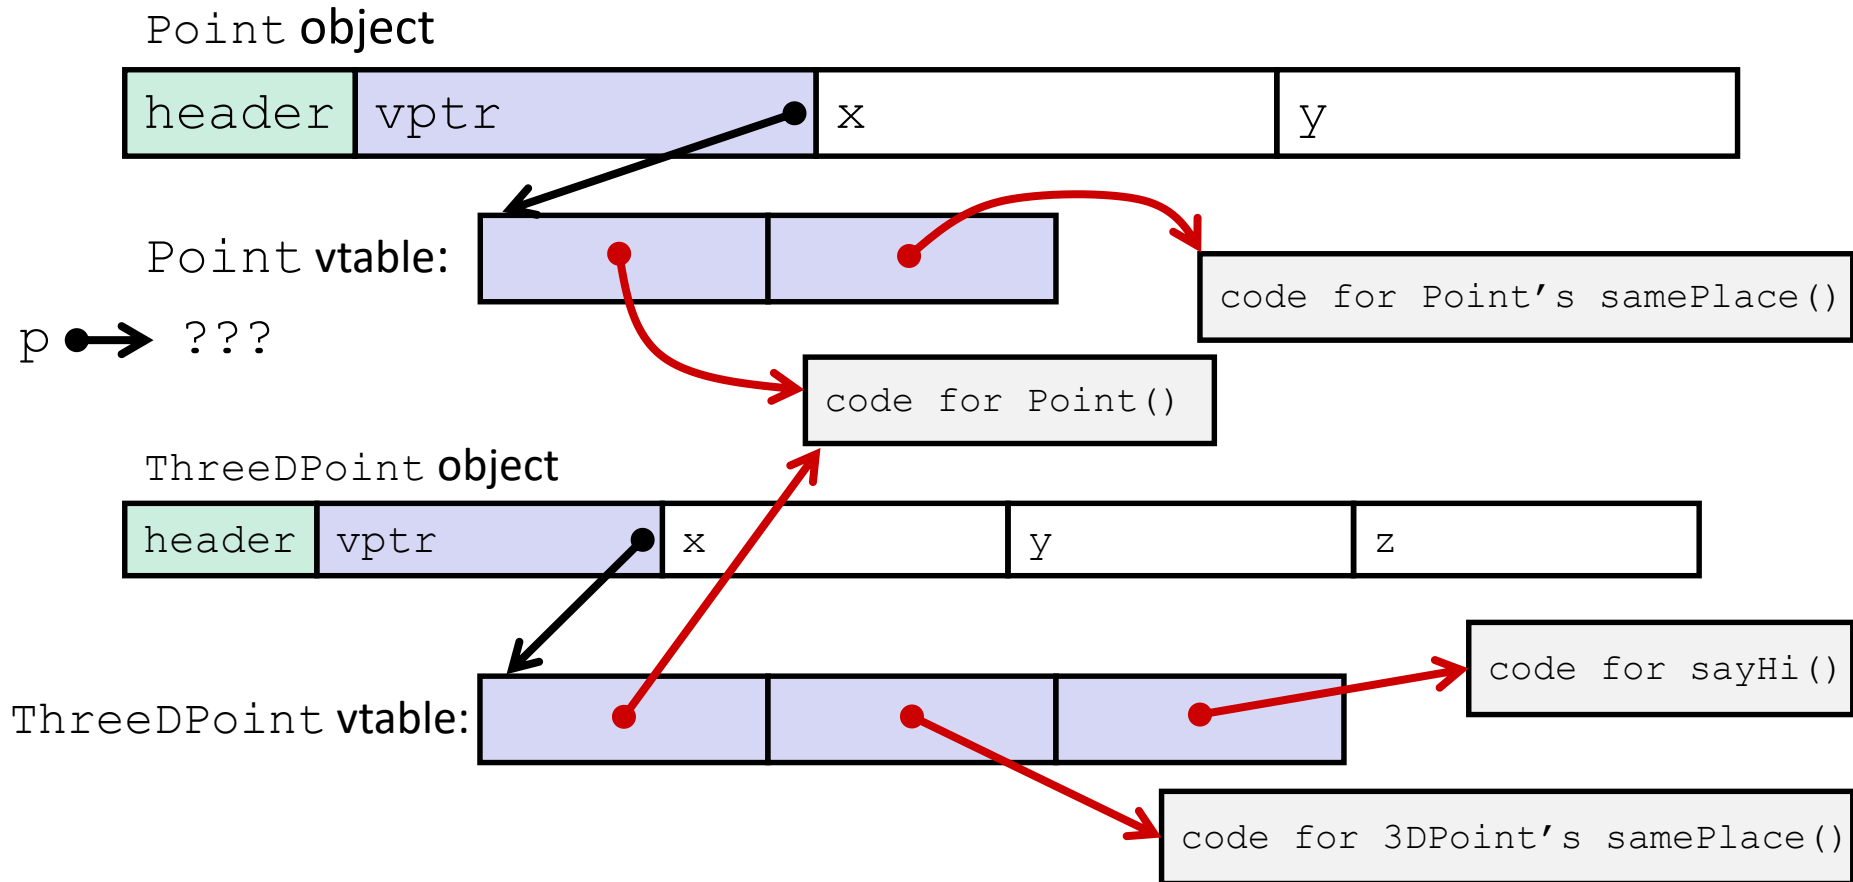 Point object
header vptr x y
Point vtable:
code for Point's samePlace()
p ???
code for Point()
ThreeDPoint object
header vptr x y z
code for sayHi()
ThreeDPoint vtable:
code for 3DPoint's samePlace()